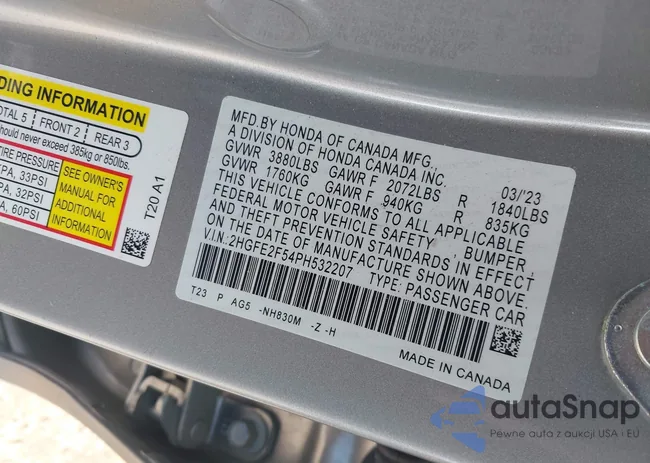 DING INFORMATION
OTAL 5 FRONT 2 REAR 3
hould never exceed 385kg or 850lbs.
TIRE PRESSURE
PA, 33PSI
PA, 32PSI
A, 60PSI
SEE OWNER'S
MANUAL FOR
ADDITIONAL
INFORMATION
T20 A1
MFD.BY HONDA OF CANADA MFG.
A DIVISION OF HONDA CANADA INC. 03/'23
GVWR 3880LBS GAWR F 2072LBS R 1840LBS
GVWR 1760KG GAWR F 940KG R 835KG
THIS VEHICLE CONFORMS TO ALL APPLICABLE
FEDERAL MOTOR VEHICLE SAFETY, BUMPER,
AND THEFT PREVENTION STANDARDS IN EFFECT
ON THE DATE OF MANUFACTURE SHOWN ABOVE.
V.I.N: 2HGFE2F54PH532207 TYPE: PASSENGER CAR
T23 P AG5 -NH830M -Z -H
MADE IN CANADA
autaSnap
Pewne auta z aukcji USA i EU